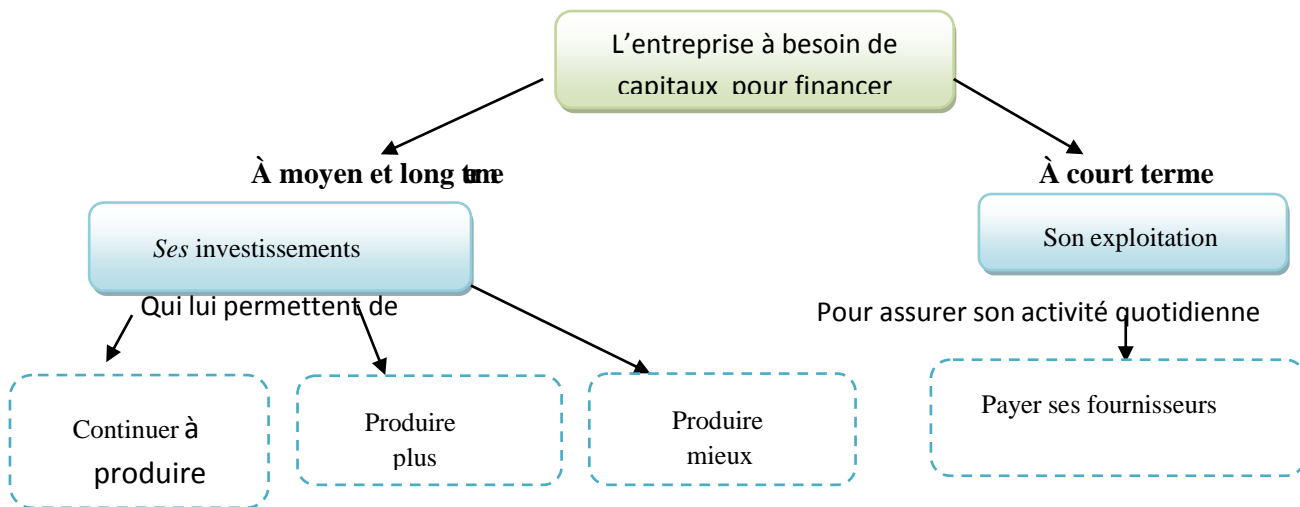 L'entreprise à besoin de
capitaux pour financer
À moyen et long terme
À court terme
Ses investissements
Son exploitation
Qui lui permettent de
Pour assurer son activité quotidienne
Continuer à
produire
Produire
plus
Produire
mieux
Payer ses fournisseurs